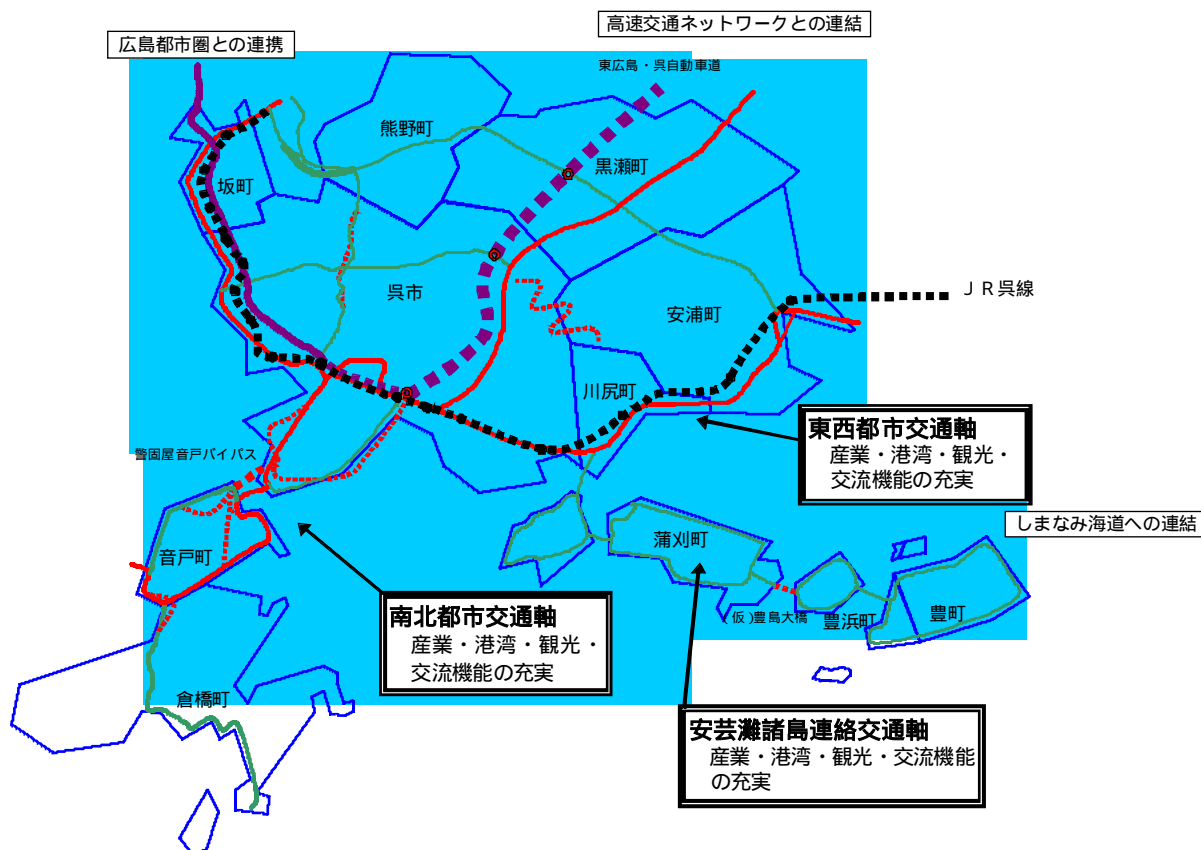 高速交通ネットワークとの連結
広島都市圏との連携
東広島・呉自動車道
熊野町
黒瀬町
坂町
呉市
ＪＲ呉線
安浦町
川尻町
東西都市交通軸
産業・港湾・観光・
交流機能の充実
警固屋音戸バイパス
しまなみ海道への連結
音戸町
蒲刈町
(仮)豊島大橋
豊浜町
豊町
南北都市交通軸
産業・港湾・観光・
交流機能の充実
倉橋町
安芸灘諸島連絡交通軸
産業・港湾・観光・交流機能
の充実